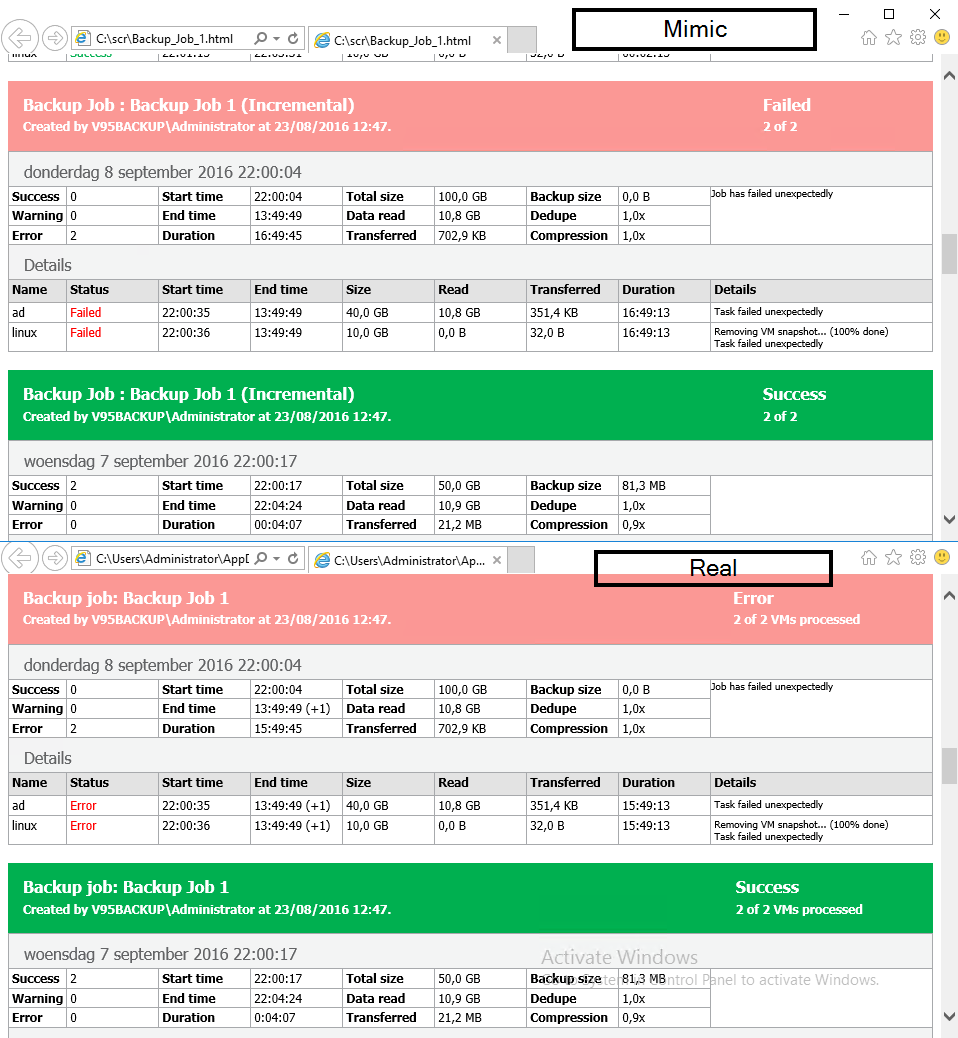 Mimic
C:\scr\Backup_Job_1.html
C:\scr\Backup_Job_1.html
Backup Job : Backup Job 1 (Incremental) Failed
Created by V95BACKUP\Administrator at 23/08/2016 12:47. 2 of 2
donderdag 8 september 2016 22:00:04
Success 0 Start time 22:00:04 Total size 100,0 GB Backup size 0,0 B Job has failed unexpectedly
Warning 0 End time 13:49:49 Data read 10,8 GB Dedupe 1,0x
Error 2 Duration 16:49:45 Transferred 702,9 KB Compression 1,0x
Details
Name Status Start time End time Size Read Transferred Duration Details
ad Failed 22:00:35 13:49:49 40,0 GB 10,8 GB 351,4 KB 16:49:13 Task failed unexpectedly
linux Failed 22:00:36 13:49:49 10,0 GB 0,0 B 32,0 B 16:49:13 Removing VM snapshot... (100% done)
Task failed unexpectedly
Backup Job : Backup Job 1 (Incremental) Success
Created by V95BACKUP\Administrator at 23/08/2016 12:47. 2 of 2
woensdag 7 september 2016 22:00:17
Success 2 Start time 22:00:17 Total size 50,0 GB Backup size 81,3 MB
Warning 0 End time 22:04:24 Data read 10,9 GB Dedupe 1,0x
Error 0 Duration 00:04:07 Transferred 21,2 MB Compression 0,9x
Real
C:\Users\Administrator\AppD
C:\Users\Administrator\Ap...
Backup job: Backup Job 1 Error
Created by V95BACKUP\Administrator at 23/08/2016 12:47. 2 of 2 VMs processed
donderdag 8 september 2016 22:00:04
Success 0 Start time 22:00:04 Total size 100,0 GB Backup size 0,0 B Job has failed unexpectedly
Warning 0 End time 13:49:49 (+1) Data read 10,8 GB Dedupe 1,0x
Error 2 Duration 15:49:45 Transferred 702,9 KB Compression 1,0x
Details
Name Status Start time End time Size Read Transferred Duration Details
ad Error 22:00:35 13:49:49 (+1) 40,0 GB 10,8 GB 351,4 KB 15:49:13 Task failed unexpectedly
linux Error 22:00:36 13:49:49 (+1) 10,0 GB 0,0 B 32,0 B 15:49:13 Removing VM snapshot... (100% done)
Task failed unexpectedly
Backup job: Backup Job 1 Success
Created by V95BACKUP\Administrator at 23/08/2016 12:47. 2 of 2 VMs processed
woensdag 7 september 2016 22:00:17
Activate Windows
Success 2 Start time 22:00:17 Total size 50,0 GB Backup size 81,3 MB
Go to System in Control Panel to activate Windows.
Warning 0 End time 22:04:24 Data read 10,9 GB Dedupe 1,0x
Error 0 Duration 0:04:07 Transferred 21,2 MB Compression 0,9x